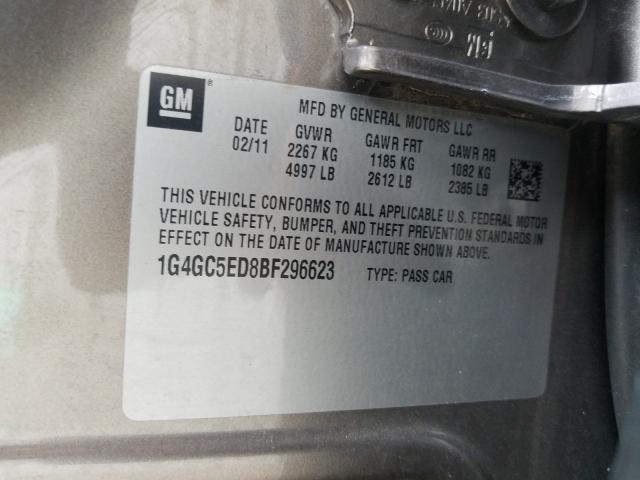 GM
®
MFD BY GENERAL MOTORS LLC
DATE GVWR GAWR FRT GAWR RR
02/11 2267 KG 1185 KG 1082 KG
4997 LB 2612 LB 2385 LB
THIS VEHICLE CONFORMS TO ALL APPLICABLE U.S. FEDERAL MOTOR
VEHICLE SAFETY, BUMPER, AND THEFT PREVENTION STANDARDS IN
EFFECT ON THE DATE OF MANUFACTURE SHOWN ABOVE.
1G4GC5ED8BF296623 TYPE: PASS CAR